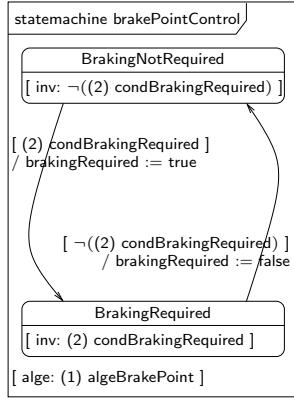 statemachine brakePointControl
BrakingNotRequired
[ inv: ¬((2) condBrakingRequired) ]
[ (2) condBrakingRequired ]
/ brakingRequired := true
[ ¬((2) condBrakingRequired) ]
/ brakingRequired := false
BrakingRequired
[ inv: (2) condBrakingRequired ]
[ alge: (1) algeBrakePoint ]